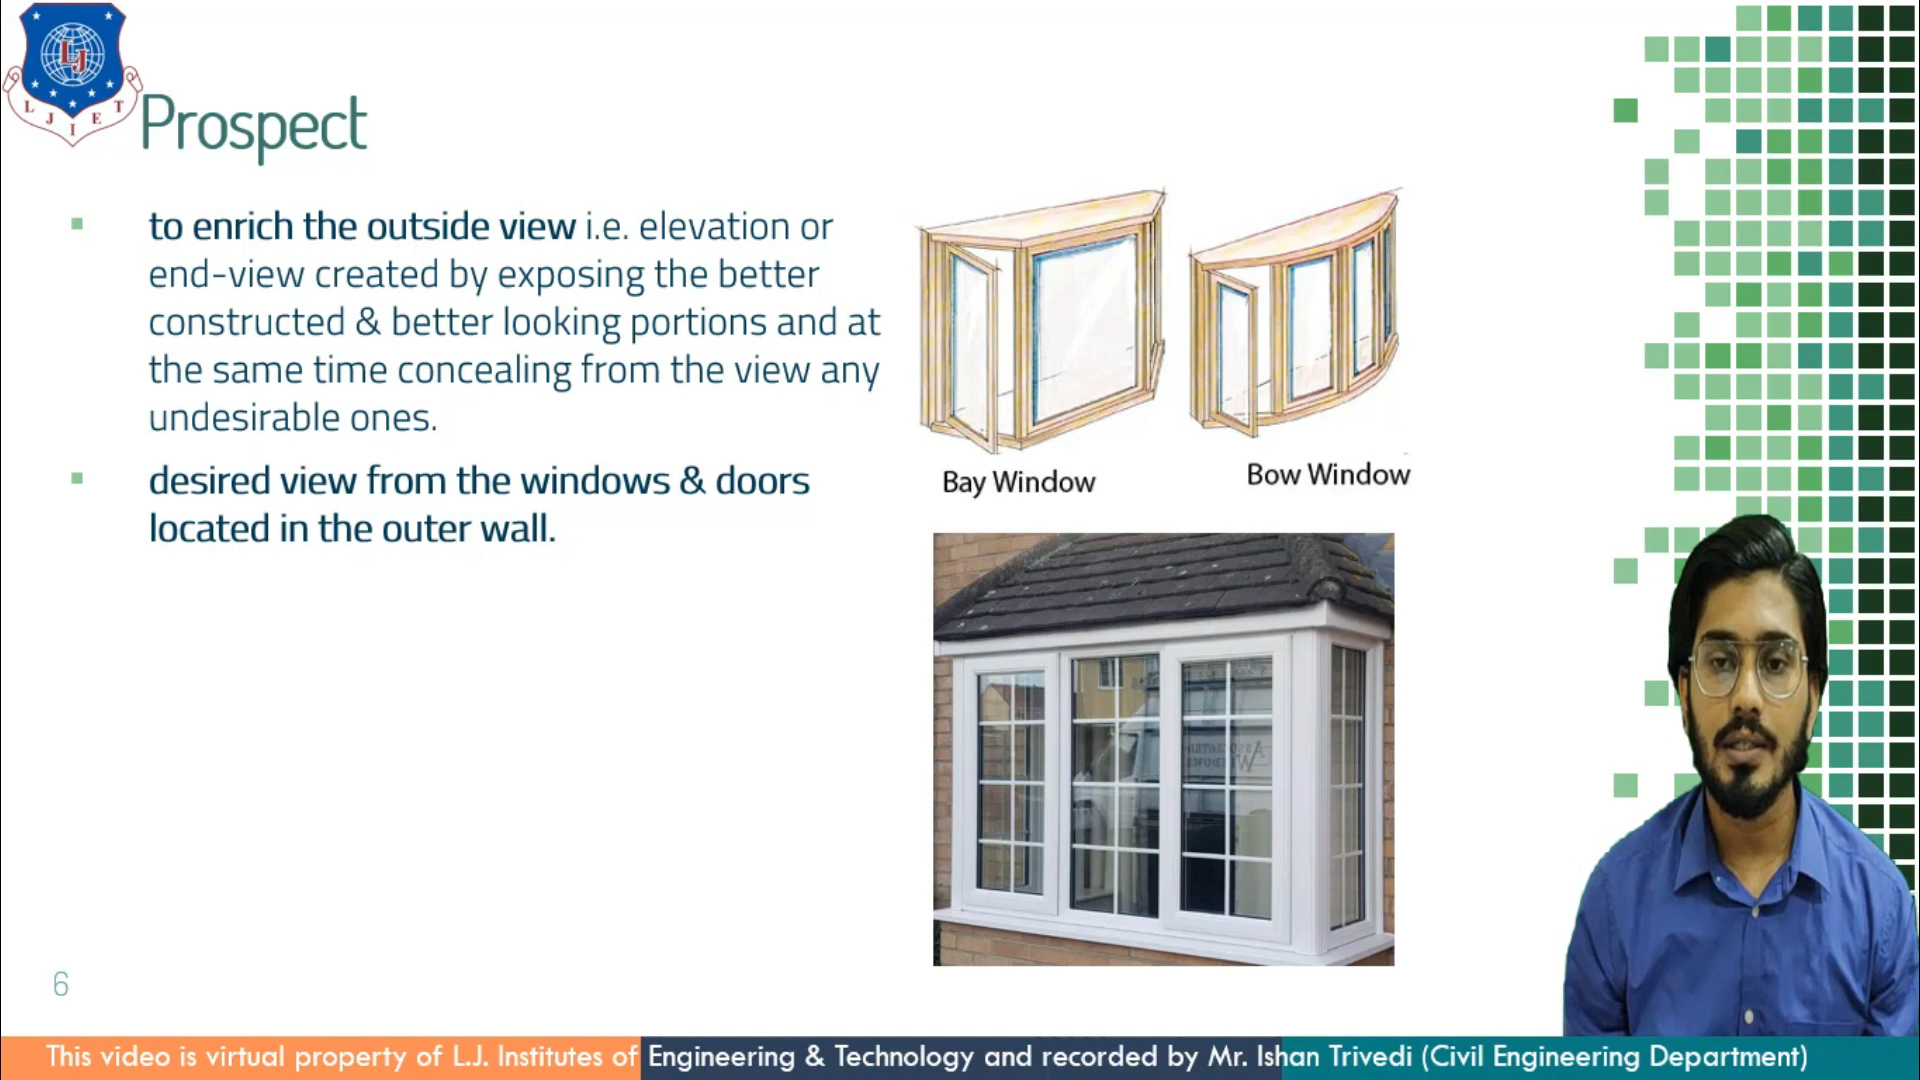 LJ
L J I E T
Prospect
to enrich the outside view i.e. elevation or
end-view created by exposing the better
constructed & better looking portions and at
the same time concealing from the view any
undesirable ones.
desired view from the windows & doors
located in the outer wall.
Bay Window
Bow Window
6
This video is virtual property of L.J. Institutes of Engineering & Technology and recorded by Mr. Ishan Trivedi (Civil Engineering Department)